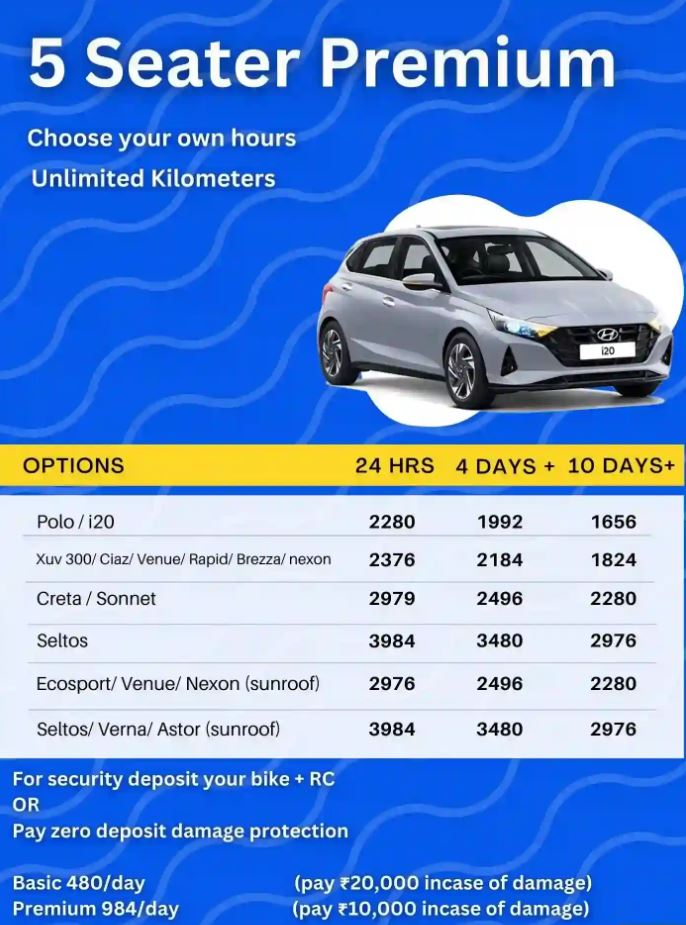 5 Seater Premium
Choose your own hours
Unlimited Kilometers
i20
OPTIONS 24 HRS 4 DAYS + 10 DAYS+
Polo / i20 2280 1992 1656
Xuv 300/ Ciaz/ Venue/ Rapid/ Brezza/ nexon 2376 2184 1824
Creta / Sonnet 2979 2496 2280
Seltos 3984 3480 2976
Ecosport/ Venue/ Nexon (sunroof) 2976 2496 2280
Seltos/ Verna/ Astor (sunroof) 3984 3480 2976
For security deposit your bike + RC
OR
Pay zero deposit damage protection
Basic 480/day (pay ₹20,000 incase of damage)
Premium 984/day (pay ₹10,000 incase of damage)